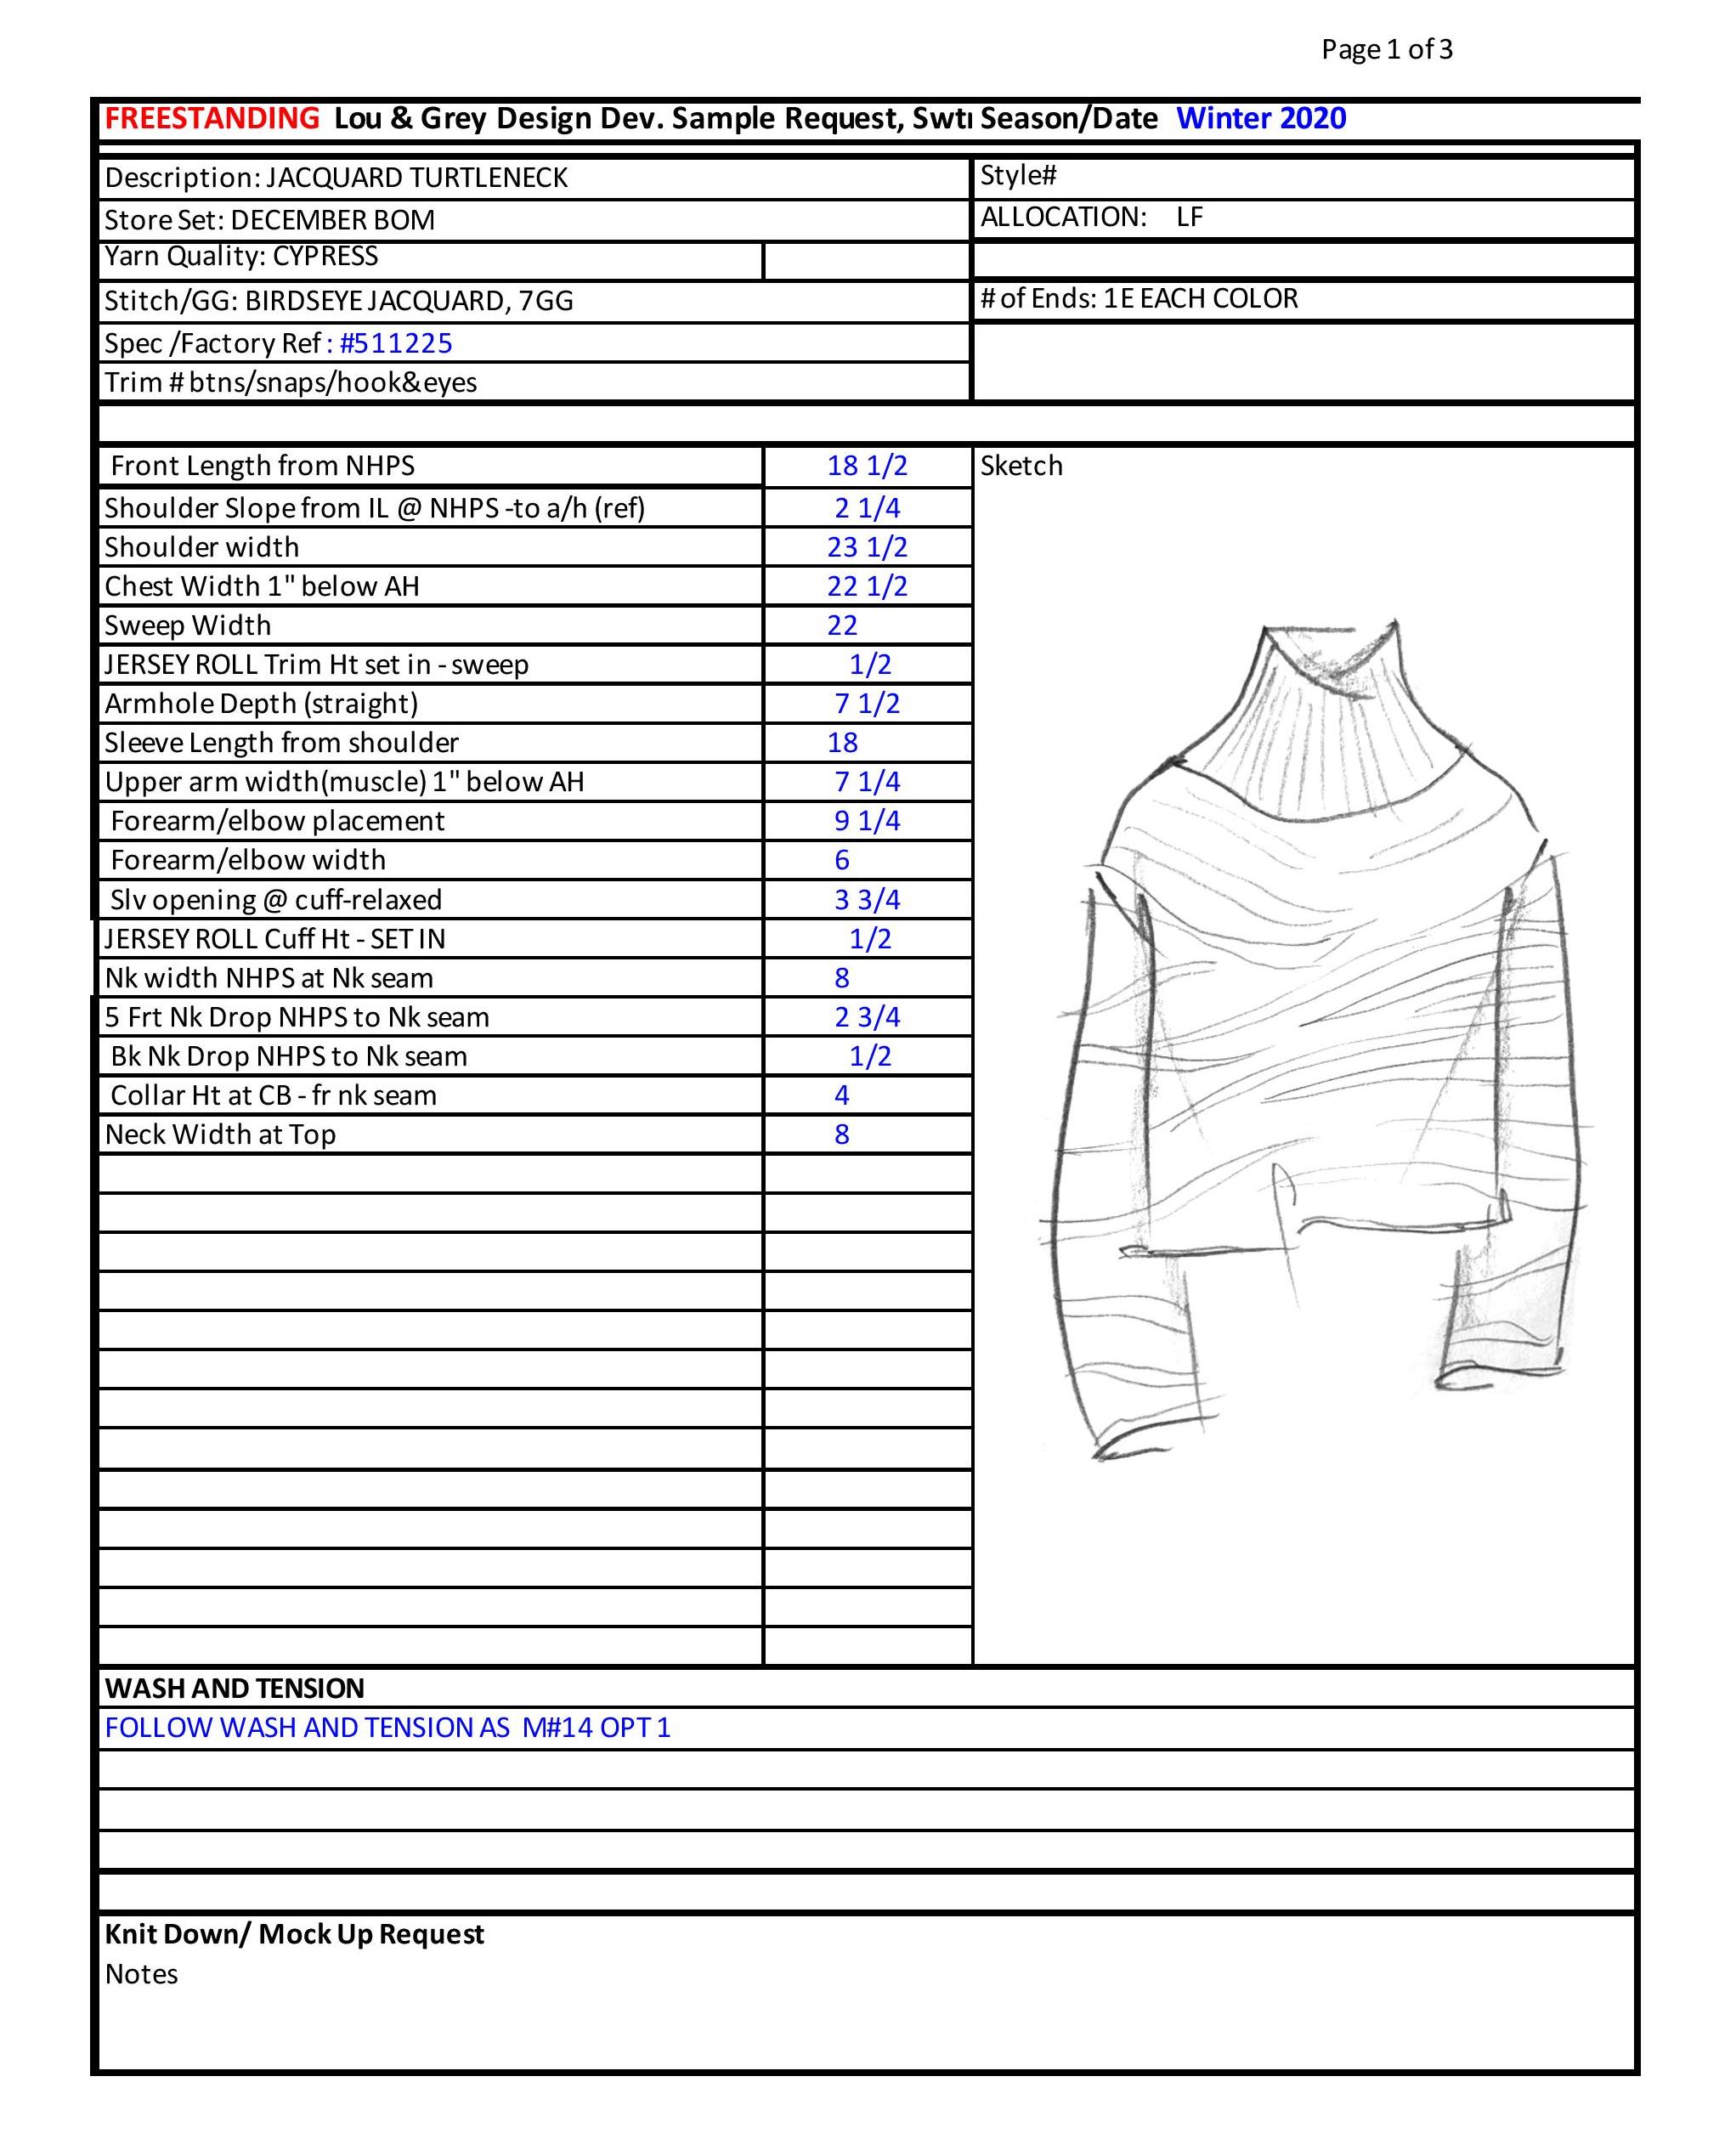 Page 1 of 3
FREESTANDING Lou & Grey Design Dev. Sample Request, Swtr Season/Date Winter 2020
Description: JACQUARD TURTLENECK Style#
Store Set: DECEMBER BOM ALLOCATION: LF
Yarn Quality: CYPRESS
Stitch/GG: BIRDSEYE JACQUARD, 7GG # of Ends: 1E EACH COLOR
Spec /Factory Ref : #511225
Trim # btns/snaps/hook&eyes
Front Length from NHPS 18 1/2 Sketch
Shoulder Slope from IL @ NHPS -to a/h (ref) 2 1/4
Shoulder width 23 1/2
Chest Width 1" below AH 22 1/2
Sweep Width 22
JERSEY ROLL Trim Ht set in - sweep 1/2
Armhole Depth (straight) 7 1/2
Sleeve Length from shoulder 18
Upper arm width(muscle) 1" below AH 7 1/4
Forearm/elbow placement 9 1/4
Forearm/elbow width 6
Slv opening @ cuff-relaxed 3 3/4
JERSEY ROLL Cuff Ht - SET IN 1/2
Nk width NHPS at Nk seam 8
5 Frt Nk Drop NHPS to Nk seam 2 3/4
Bk Nk Drop NHPS to Nk seam 1/2
Collar Ht at CB - fr nk seam 4
Neck Width at Top 8
WASH AND TENSION
FOLLOW WASH AND TENSION AS M#14 OPT 1
Knit Down/ Mock Up Request
Notes